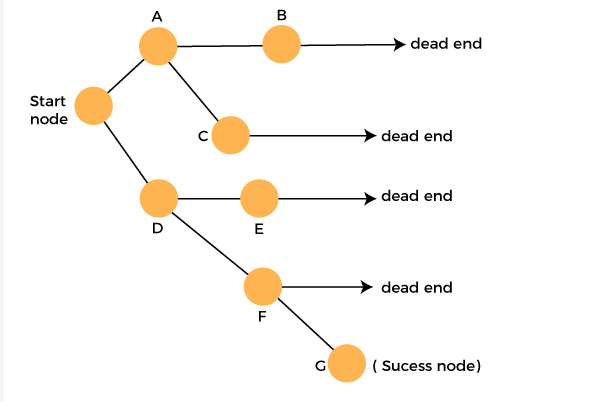 A
B
dead end
Start
node
C
dead end
D
E
dead end
F
dead end
G
( Sucess node)